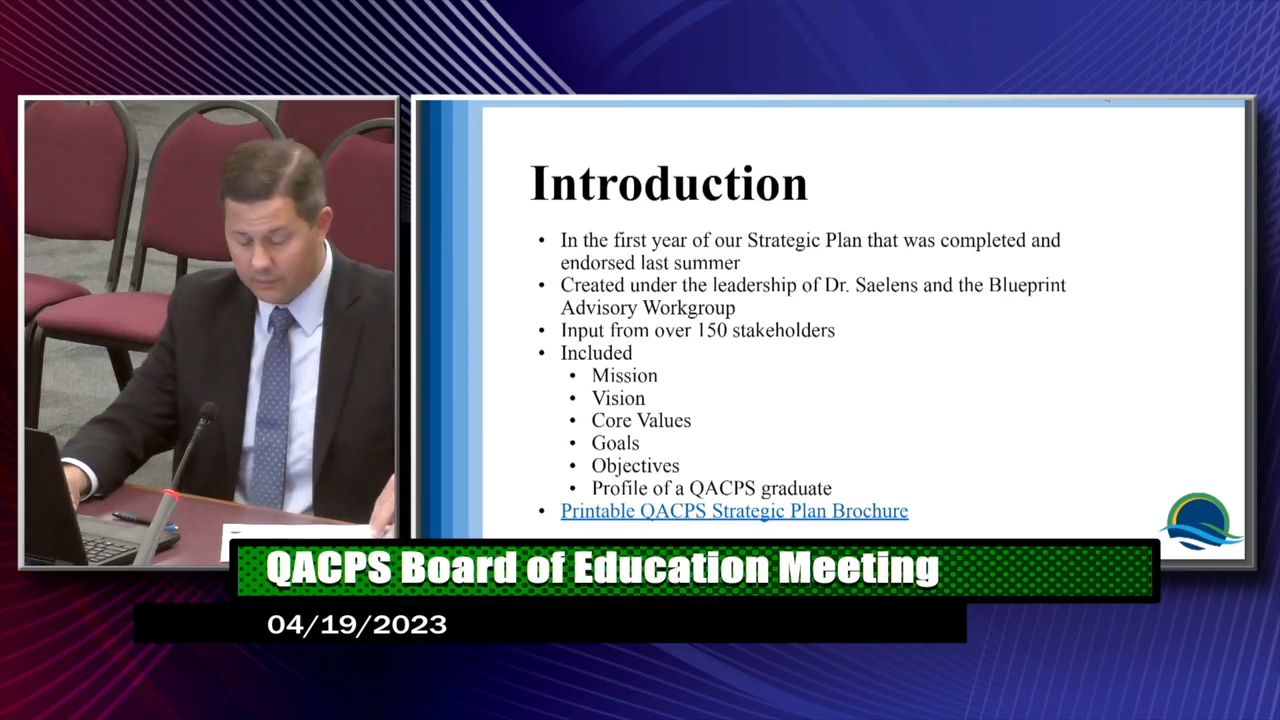 Introduction
• In the first year of our Strategic Plan that was completed and
endorsed last summer
• Created under the leadership of Dr. Saelens and the Blueprint
Advisory Workgroup
• Input from over 150 stakeholders
• Included
• Mission
• Vision
• Core Values
• Goals
• Objectives
• Profile of a QACPS graduate
• Printable QACPS Strategic Plan Brochure
QACPS Board of Education Meeting
04/19/2023